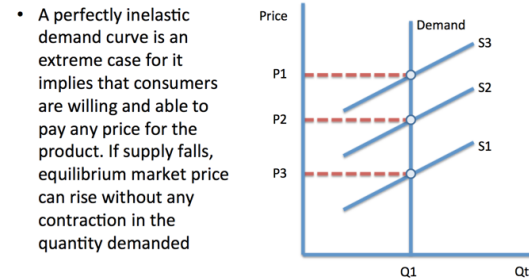 • A perfectly inelastic
demand curve is an
extreme case for it
implies that consumers
are willing and able to
pay any price for the
product. If supply falls,
equilibrium market price
can rise without any
contraction in the
quantity demanded
Price
Demand
S3
P1
S2
P2
S1
P3
Q1
Qt